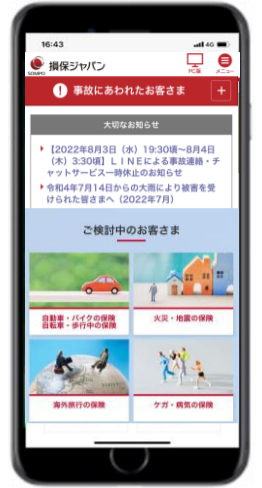 16:43
4G
SOMPO
損保ジャパン
PC版
メニュー
事故にあわれたお客さま
大切なお知らせ
【2022年8月3日（水）19:30頃~8月4日
（木）3:30頃】ＬＩＮＥによる事故連絡・チ
ャットサービス一時休止のお知らせ
令和4年7月14日からの大雨により被害を受
けられた皆さまへ（2022年7月）
ご検討中のお客さま
自動車・バイクの保険
自転車・歩行中の保険
火災・地震の保険
海外旅行の保険
ケガ・病気の保険